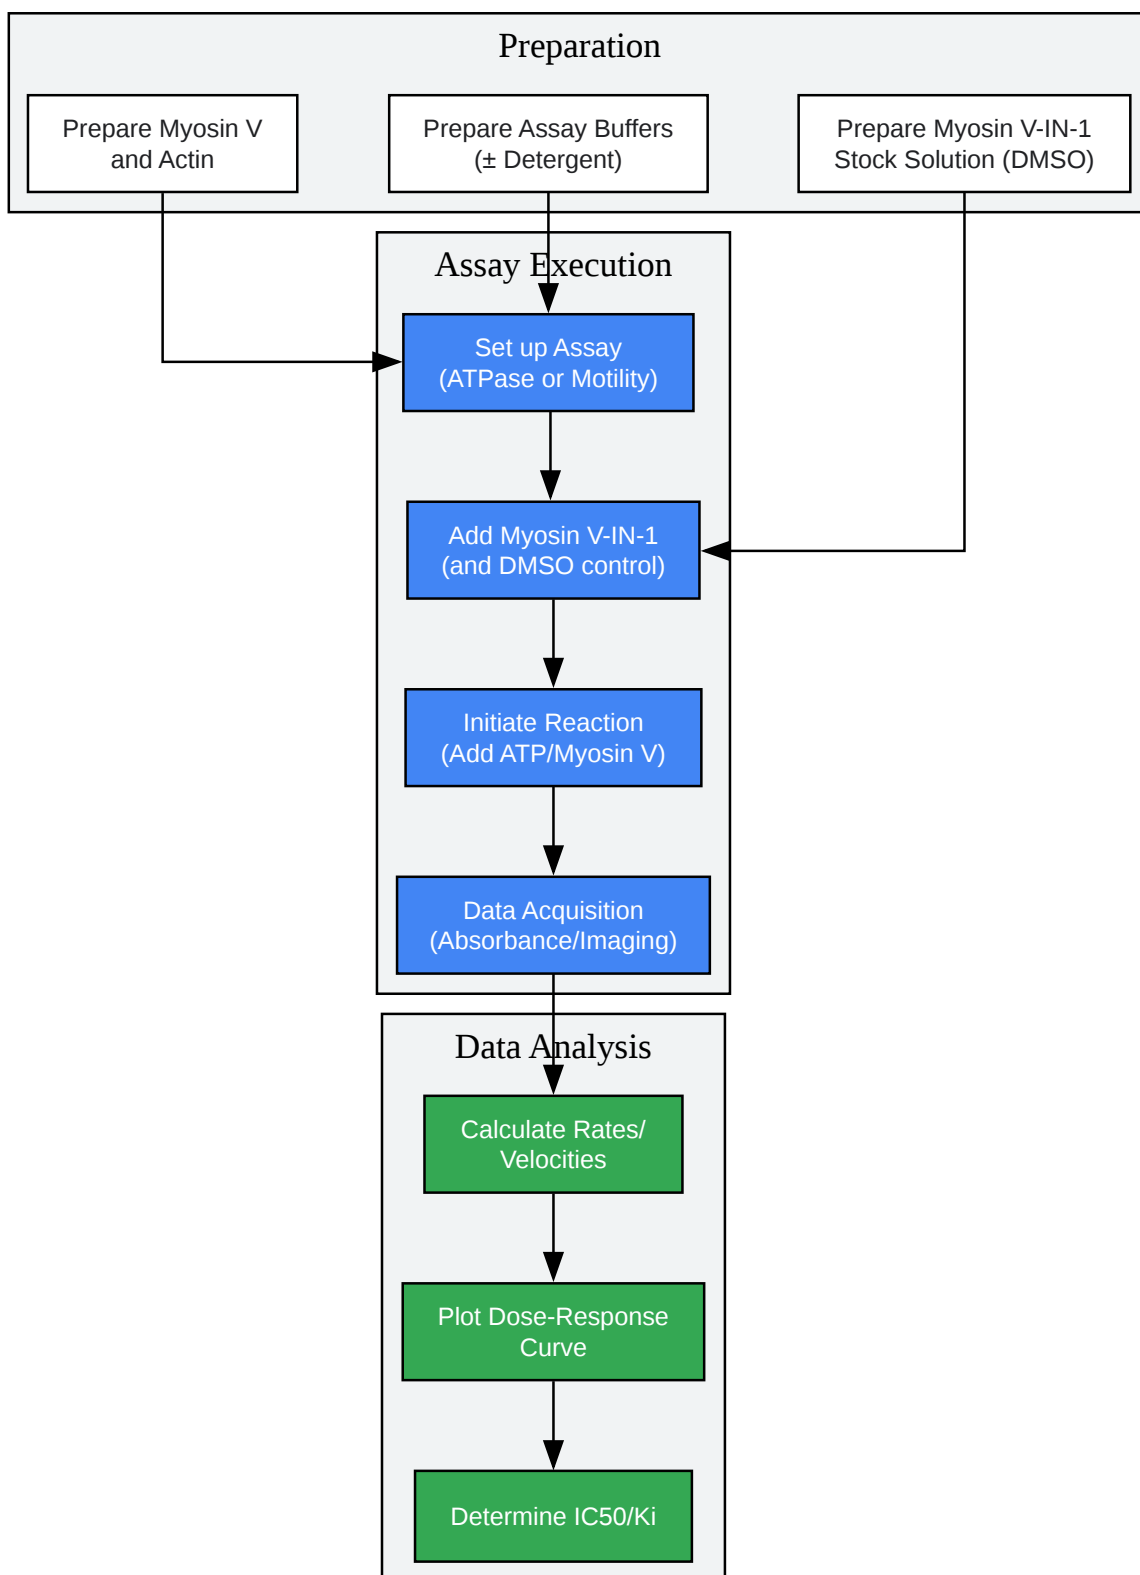 Preparation
Prepare Myosin V
and Actin
Prepare Assay Buffers
(± Detergent)
Prepare Myosin V-IN-1
Stock Solution (DMSO)
Assay Execution
Set up Assay
(ATPase or Motility)
Add Myosin V-IN-1
(and DMSO control)
Initiate Reaction
(Add ATP/Myosin V)
Data Acquisition
(Absorbance/Imaging)
Data Analysis
Calculate Rates/
Velocities
Plot Dose-Response
Curve
Determine IC50/Ki